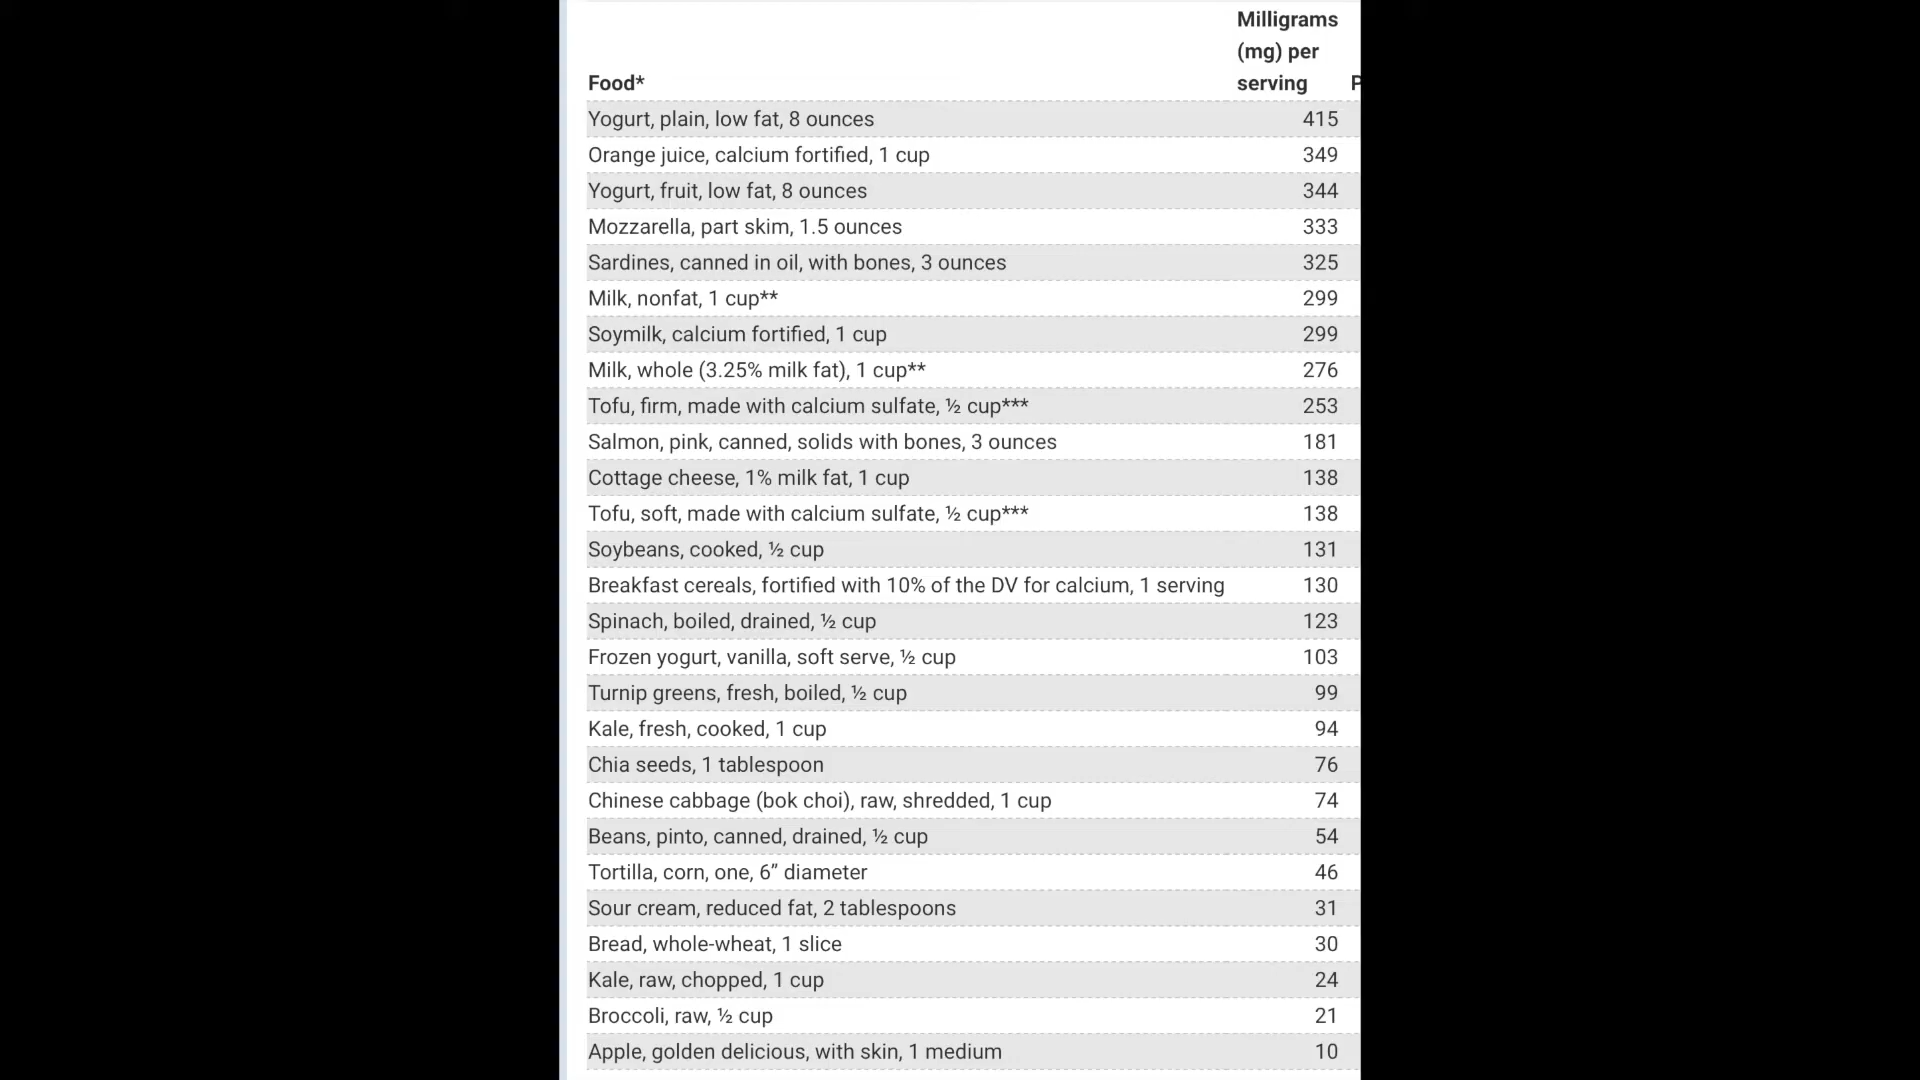 Milligrams
(mg) per
Food* serving P
Yogurt, plain, low fat, 8 ounces 415
Orange juice, calcium fortified, 1 cup 349
Yogurt, fruit, low fat, 8 ounces 344
Mozzarella, part skim, 1.5 ounces 333
Sardines, canned in oil, with bones, 3 ounces 325
Milk, nonfat, 1 cup** 299
Soymilk, calcium fortified, 1 cup 299
Milk, whole (3.25% milk fat), 1 cup** 276
Tofu, firm, made with calcium sulfate, ½ cup*** 253
Salmon, pink, canned, solids with bones, 3 ounces 181
Cottage cheese, 1% milk fat, 1 cup 138
Tofu, soft, made with calcium sulfate, ½ cup*** 138
Soybeans, cooked, ½ cup 131
Breakfast cereals, fortified with 10% of the DV for calcium, 1 serving 130
Spinach, boiled, drained, ½ cup 123
Frozen yogurt, vanilla, soft serve, ½ cup 103
Turnip greens, fresh, boiled, ½ cup 99
Kale, fresh, cooked, 1 cup 94
Chia seeds, 1 tablespoon 76
Chinese cabbage (bok choi), raw, shredded, 1 cup 74
Beans, pinto, canned, drained, ½ cup 54
Tortilla, corn, one, 6” diameter 46
Sour cream, reduced fat, 2 tablespoons 31
Bread, whole-wheat, 1 slice 30
Kale, raw, chopped, 1 cup 24
Broccoli, raw, ½ cup 21
Apple, golden delicious, with skin, 1 medium 10